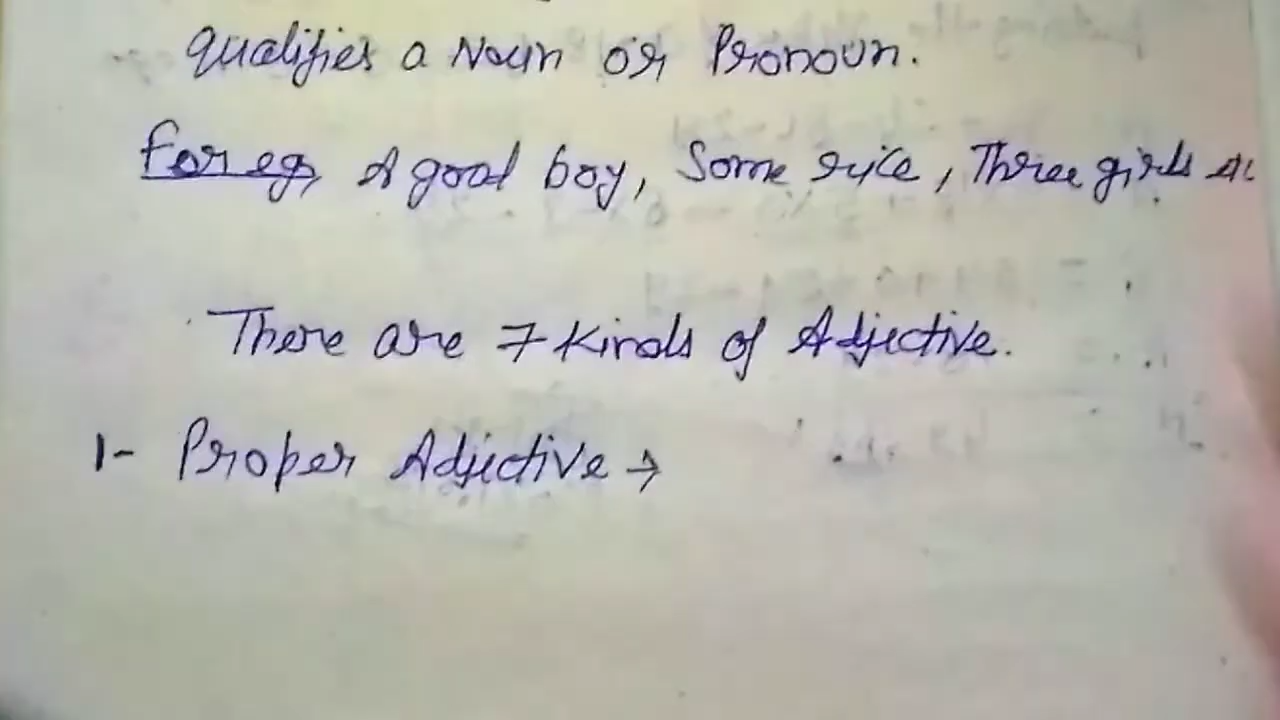 qualifies a Noun or Pronoun.
for eg, A good boy, Some rice, Three girls
There are 7 Kinds of Adjective.
1- Proper Adjective →